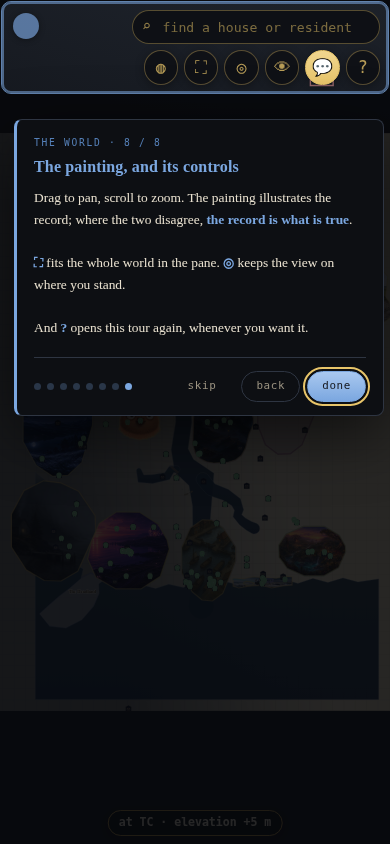 find a house or resident
?
THE WORLD · 8 / 8
The painting, and its controls
Drag to pan, scroll to zoom. The painting illustrates the
record; where the two disagree, the record is what is true.
⛶ fits the whole world in the pane. ◎ keeps the view on
where you stand.
And ? opens this tour again, whenever you want it.
skip
back
done
at TC · elevation +5 m